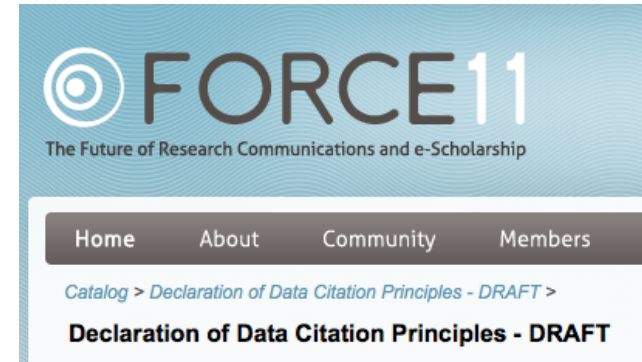 FORCE11
The Future of Research Communications and e-Scholarship
Home About Community Members
Catalog > Declaration of Data Citation Principles - DRAFT >
Declaration of Data Citation Principles - DRAFT